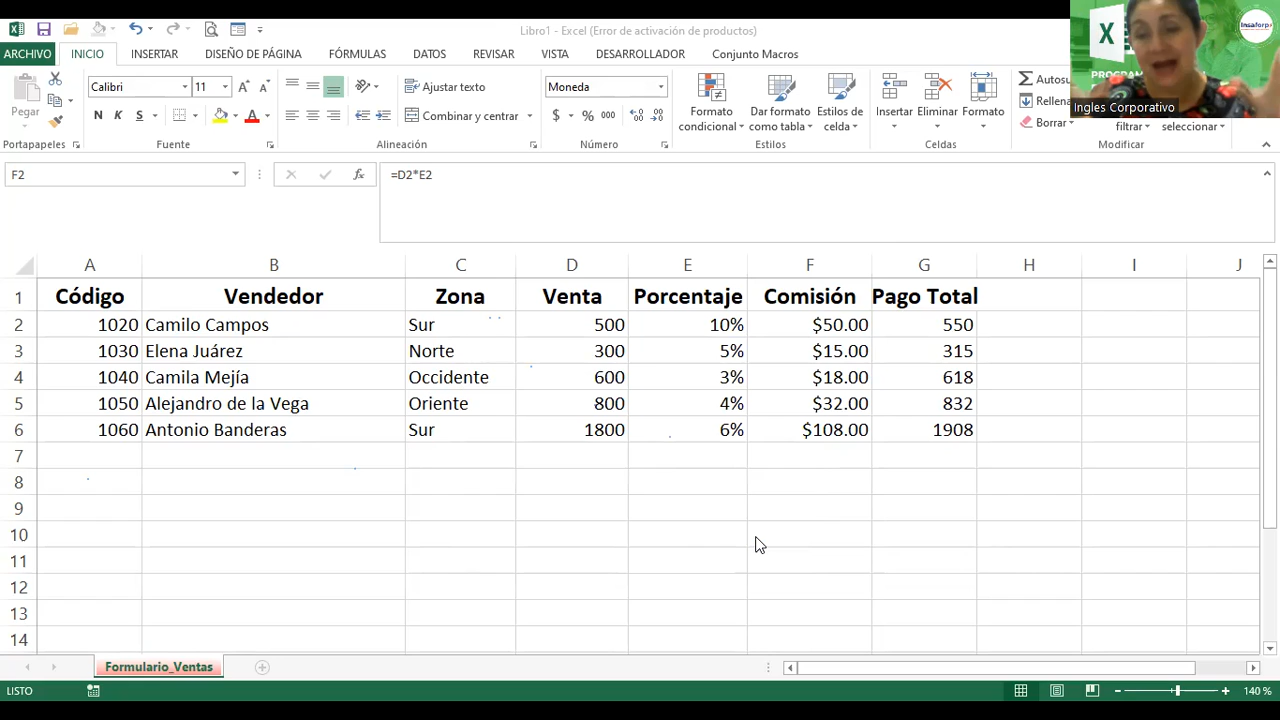 Libro1 - Excel (Error de activación de productos)
ARCHIVO INICIO INSERTAR DISEÑO DE PÁGINA FÓRMULAS DATOS REVISAR VISTA DESARROLLADOR Conjunto Macros
Insaforp
PROGRAM
Ingles Corporativo
Pegar
Calibri 11
N K S
Ajustar texto
Combinar y centrar
Moneda
$ % 000
Formato condicional
Dar formato como tabla
Estilos de celda
Insertar Eliminar Formato
Autosu
Rellena
Borrar
filtrar seleccionar
Portapapeles Fuente Alineación Número Estilos Celdas Modificar
F2 fx =D2*E2
A B C D E F G H I J
1 Código Vendedor Zona Venta Porcentaje Comisión Pago Total
2 1020 Camilo Campos Sur 500 10% $50.00 550
3 1030 Elena Juárez Norte 300 5% $15.00 315
4 1040 Camila Mejía Occidente 600 3% $18.00 618
5 1050 Alejandro de la Vega Oriente 800 4% $32.00 832
6 1060 Antonio Banderas Sur 1800 6% $108.00 1908
7
8
9
10
11
12
13
14
Formulario_Ventas
LISTO 140 %